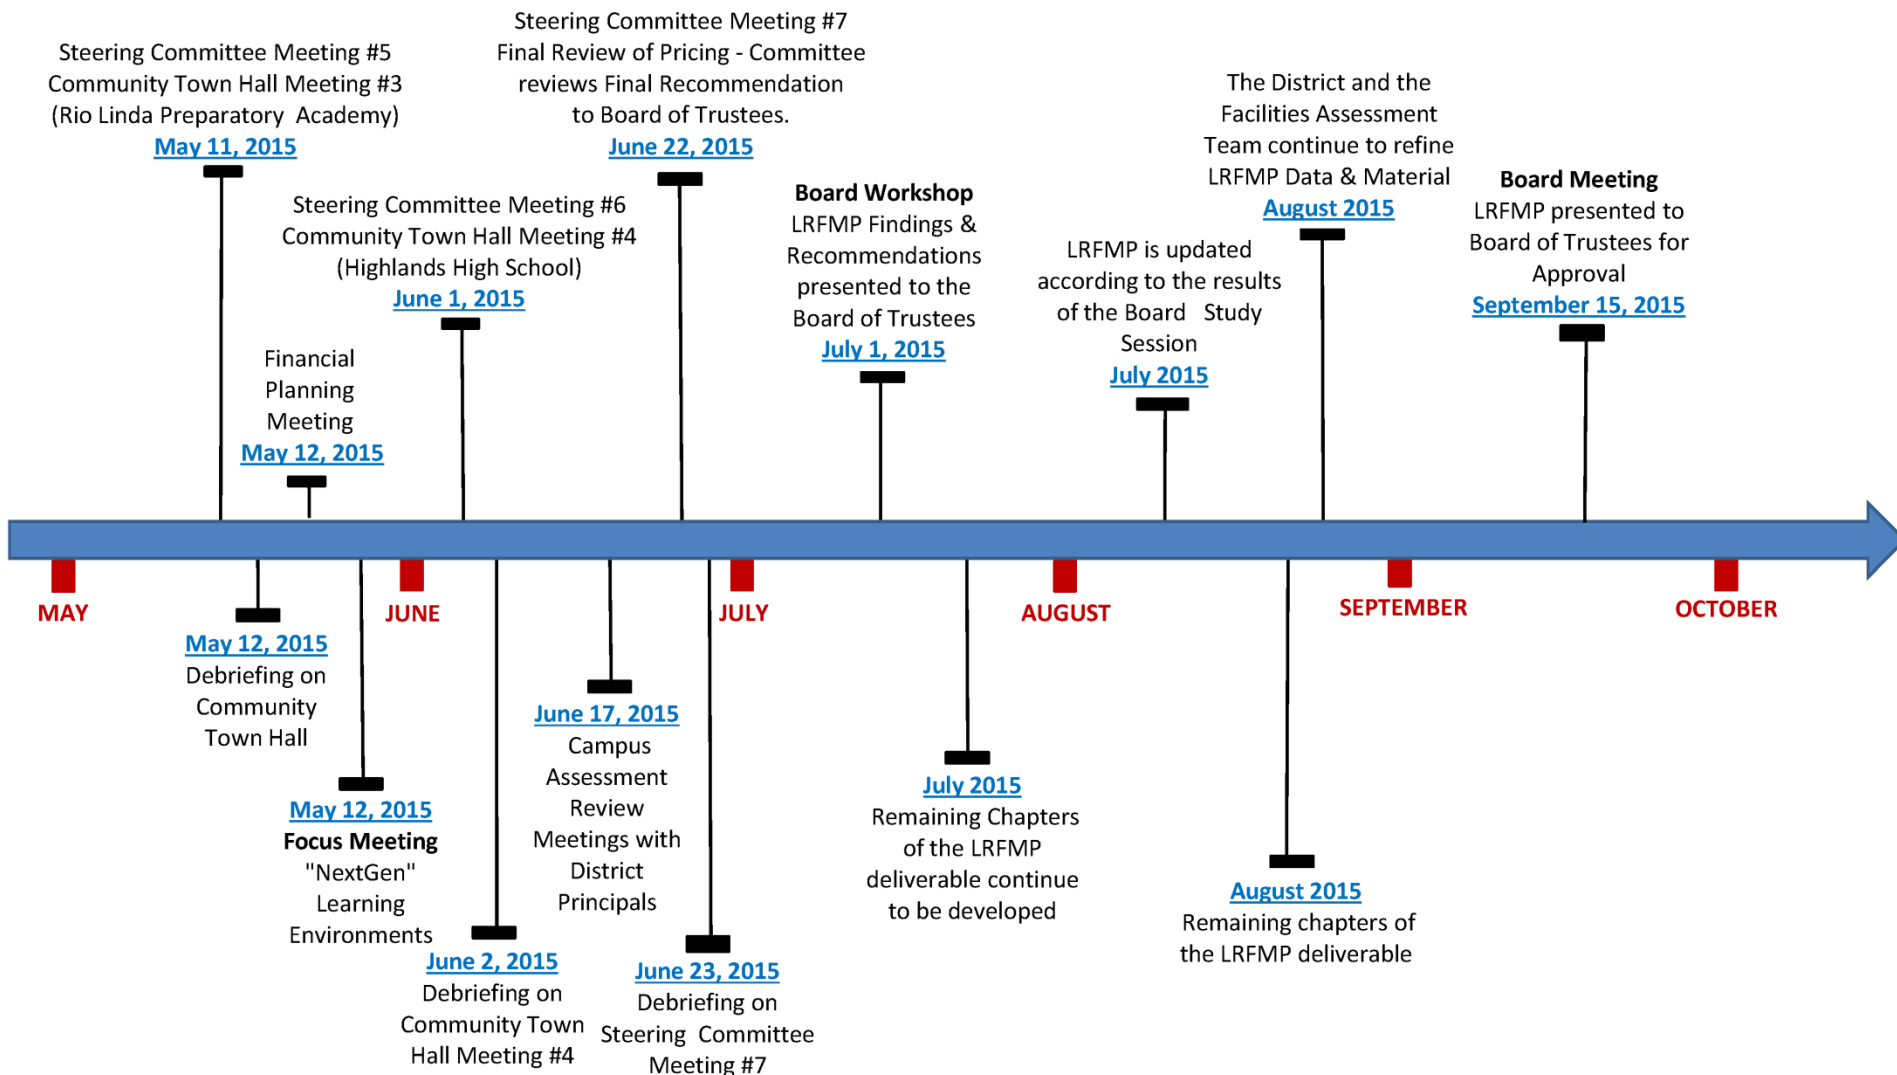 Steering Committee Meeting #5
Community Town Hall Meeting #3
(Rio Linda Preparatory Academy)
May 11, 2015
Financial
Planning
Meeting
May 12, 2015
Steering Committee Meeting #6
Community Town Hall Meeting #4
(Highlands High School)
June 1, 2015
Steering Committee Meeting #7
Final Review of Pricing - Committee
reviews Final Recommendation
to Board of Trustees.
June 22, 2015
Board Workshop
LRFMP Findings &
Recommendations
presented to the
Board of Trustees
July 1, 2015
LRFMP is updated
according to the results
of the Board Study
Session
July 2015
The District and the
Facilities Assessment
Team continue to refine
LRFMP Data & Material
August 2015
Board Meeting
LRFMP presented to
Board of Trustees for
Approval
September 15, 2015
MAY
JUNE
JULY
AUGUST
SEPTEMBER
OCTOBER
May 12, 2015
Debriefing on
Community
Town Hall
May 12, 2015
Focus Meeting
"NextGen"
Learning
Environments
June 2, 2015
Debriefing on
Community Town
Hall Meeting #4
June 17, 2015
Campus
Assessment
Review
Meetings with
District
Principals
June 23, 2015
Debriefing on
Steering Committee
Meeting #7
July 2015
Remaining Chapters
of the LRFMP
deliverable continue
to be developed
August 2015
Remaining chapters of
the LRFMP deliverable